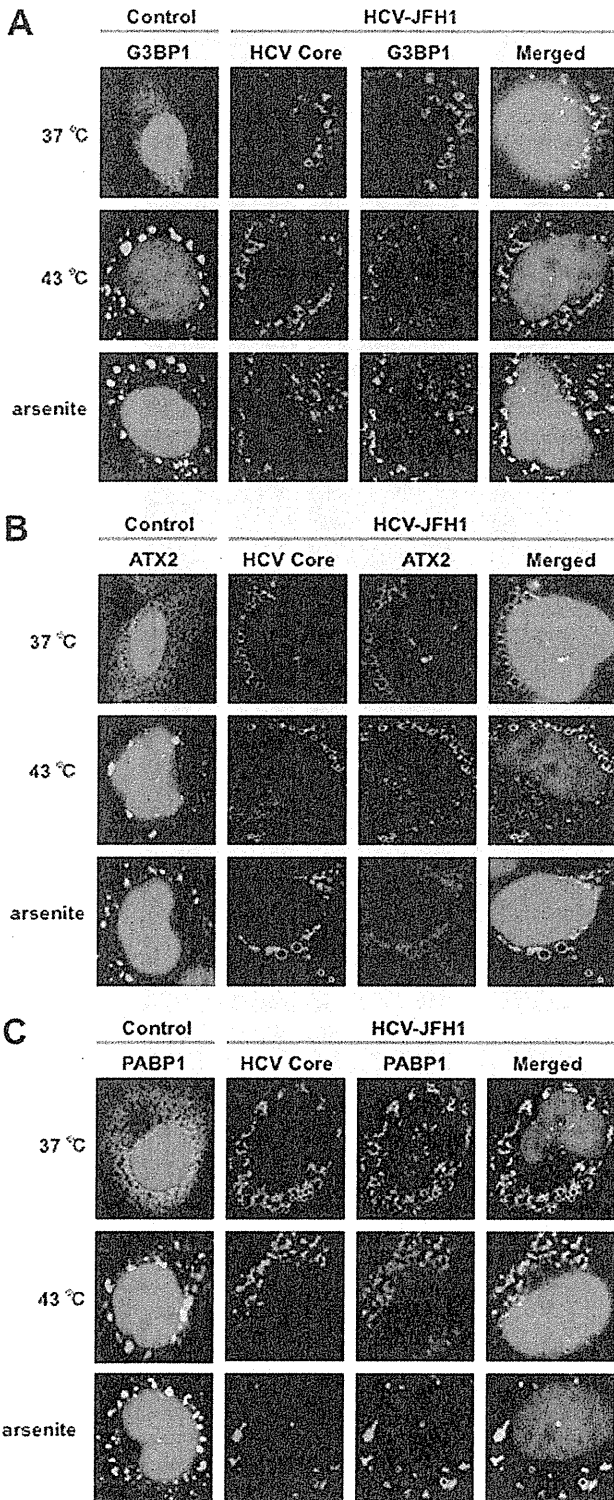 A
Control HCV-JFH1
G3BP1 HCV Core G3BP1 Merged
37 °C
43 °C
arsenite
B
Control HCV-JFH1
ATX2 HCV Core ATX2 Merged
37 °C
43 °C
arsenite
C
Control HCV-JFH1
PABP1 HCV Core PABP1 Merged
37 °C
43 °C
arsenite